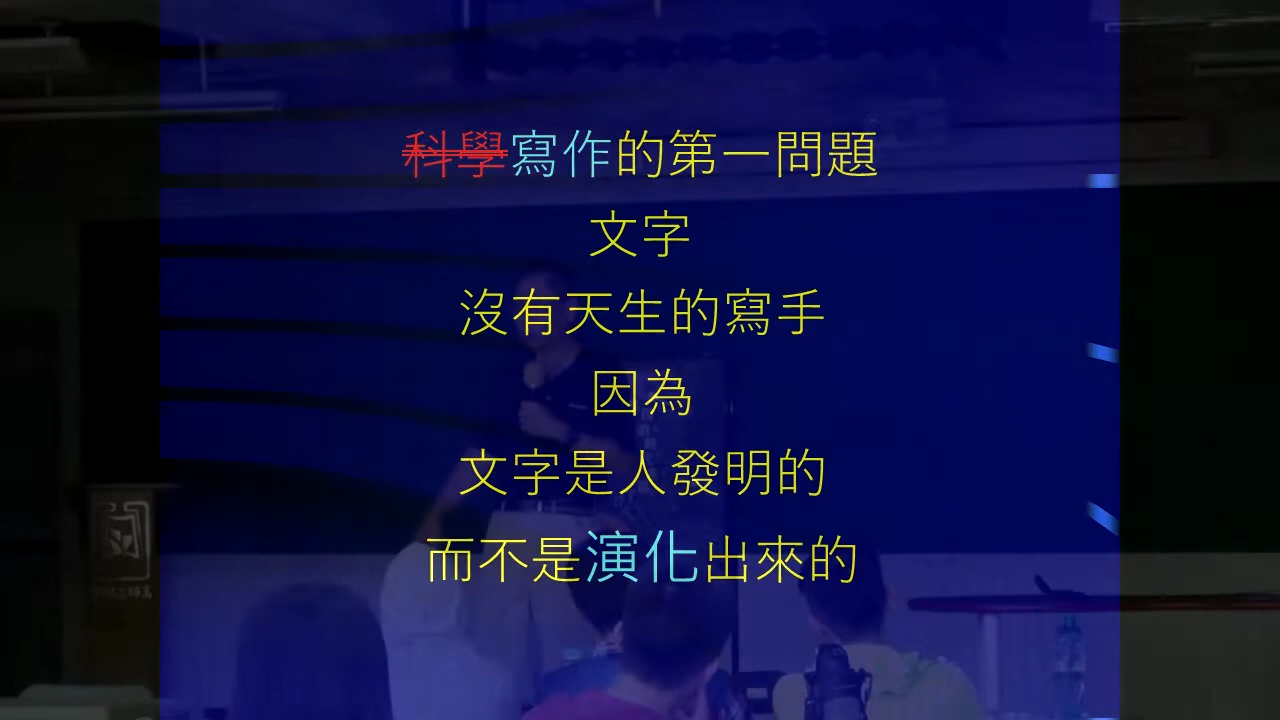 科學寫作的第一問題
文字
沒有天生的寫手
因為
文字是人發明的
而不是演化出來的